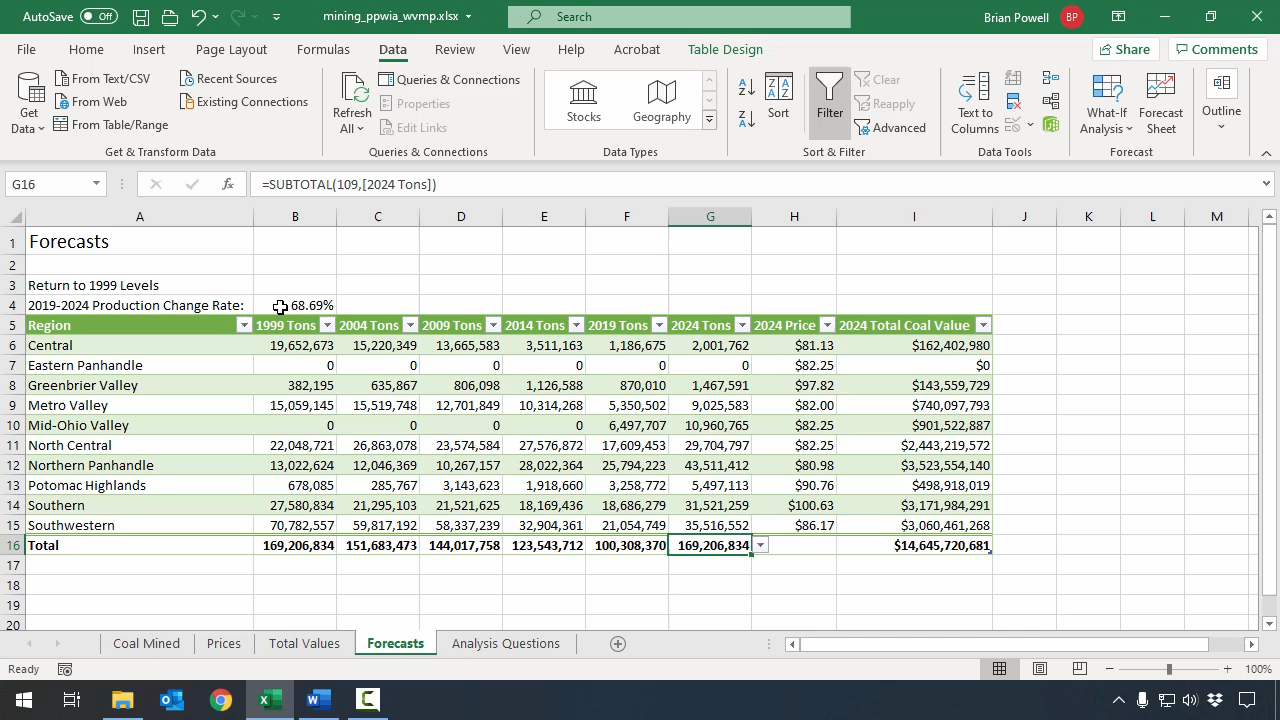 AutoSave Off mining_ppwia_wvmp.xlsx Search Brian Powell BP
File Home Insert Page Layout Formulas Data Review View Help Acrobat Table Design Share Comments
Get Data
From Text/CSV
From Web
From Table/Range
Recent Sources
Existing Connections
Get & Transform Data
Refresh All
Queries & Connections
Properties
Edit Links
Queries & Connections
Stocks Geography
Data Types
Sort
Filter
Clear
Reapply
Advanced
Sort & Filter
Text to Columns
Data Tools
What-If Analysis
Forecast Sheet
Forecast
Outline
G16 fx =SUBTOTAL(109,[2024 Tons])
A B C D E F G H I J K L M
1 Forecasts
2
3 Return to 1999 Levels
4 2019-2024 Production Change Rate: 68.69%
5 Region 1999 Tons 2004 Tons 2009 Tons 2014 Tons 2019 Tons 2024 Tons 2024 Price 2024 Total Coal Value
6 Central 19,652,673 15,220,349 13,665,583 3,511,163 1,186,675 2,001,762 $81.13 $162,402,980
7 Eastern Panhandle 0 0 0 0 0 0 $82.25 $0
8 Greenbrier Valley 382,195 635,867 806,098 1,126,588 870,010 1,467,591 $97.82 $143,559,729
9 Metro Valley 15,059,145 15,519,748 12,701,849 10,314,268 5,350,502 9,025,583 $82.00 $740,097,793
10 Mid-Ohio Valley 0 0 0 0 6,497,707 10,960,765 $82.25 $901,522,887
11 North Central 22,048,721 26,863,078 23,574,584 27,576,872 17,609,453 29,704,797 $82.25 $2,443,219,572
12 Northern Panhandle 13,022,624 12,046,369 10,267,157 28,022,364 25,794,223 43,511,412 $80.98 $3,523,554,140
13 Potomac Highlands 678,085 285,767 3,143,623 1,918,660 3,258,772 5,497,113 $90.76 $498,918,019
14 Southern 27,580,834 21,295,103 21,521,625 18,169,436 18,686,279 31,521,259 $100.63 $3,171,984,291
15 Southwestern 70,782,557 59,817,192 58,337,239 32,904,361 21,054,749 35,516,552 $86.17 $3,060,461,268
16 Total 169,206,834 151,683,473 144,017,758 123,543,712 100,308,370 169,206,834 $14,645,720,681
17
18
19
20
Coal Mined Prices Total Values Forecasts Analysis Questions
Ready 100%